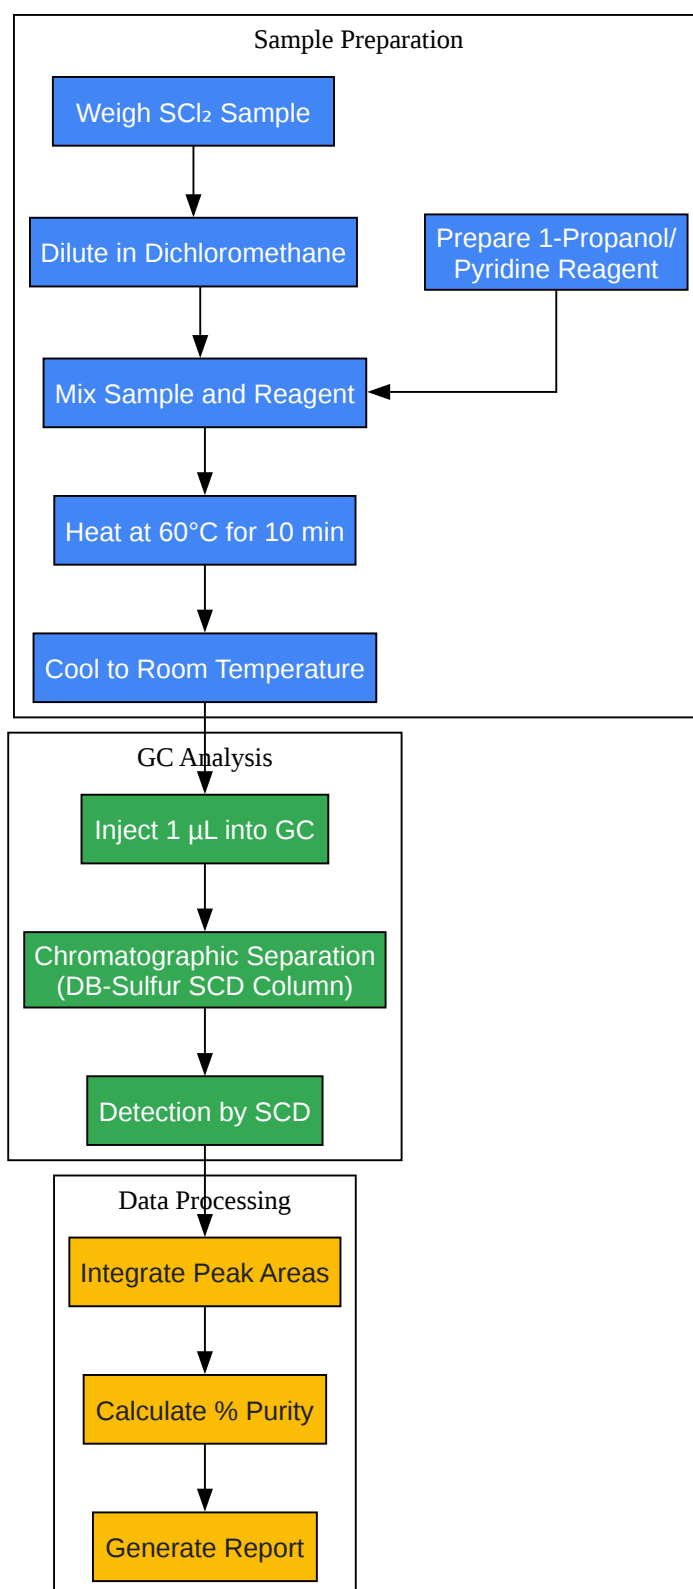 Sample Preparation
Weigh SCl₂ Sample
Dilute in Dichloromethane
Prepare 1-Propanol/
Pyridine Reagent
Mix Sample and Reagent
Heat at 60°C for 10 min
Cool to Room Temperature
GC Analysis
Inject 1 µL into GC
Chromatographic Separation
(DB-Sulfur SCD Column)
Detection by SCD
Data Processing
Integrate Peak Areas
Calculate % Purity
Generate Report